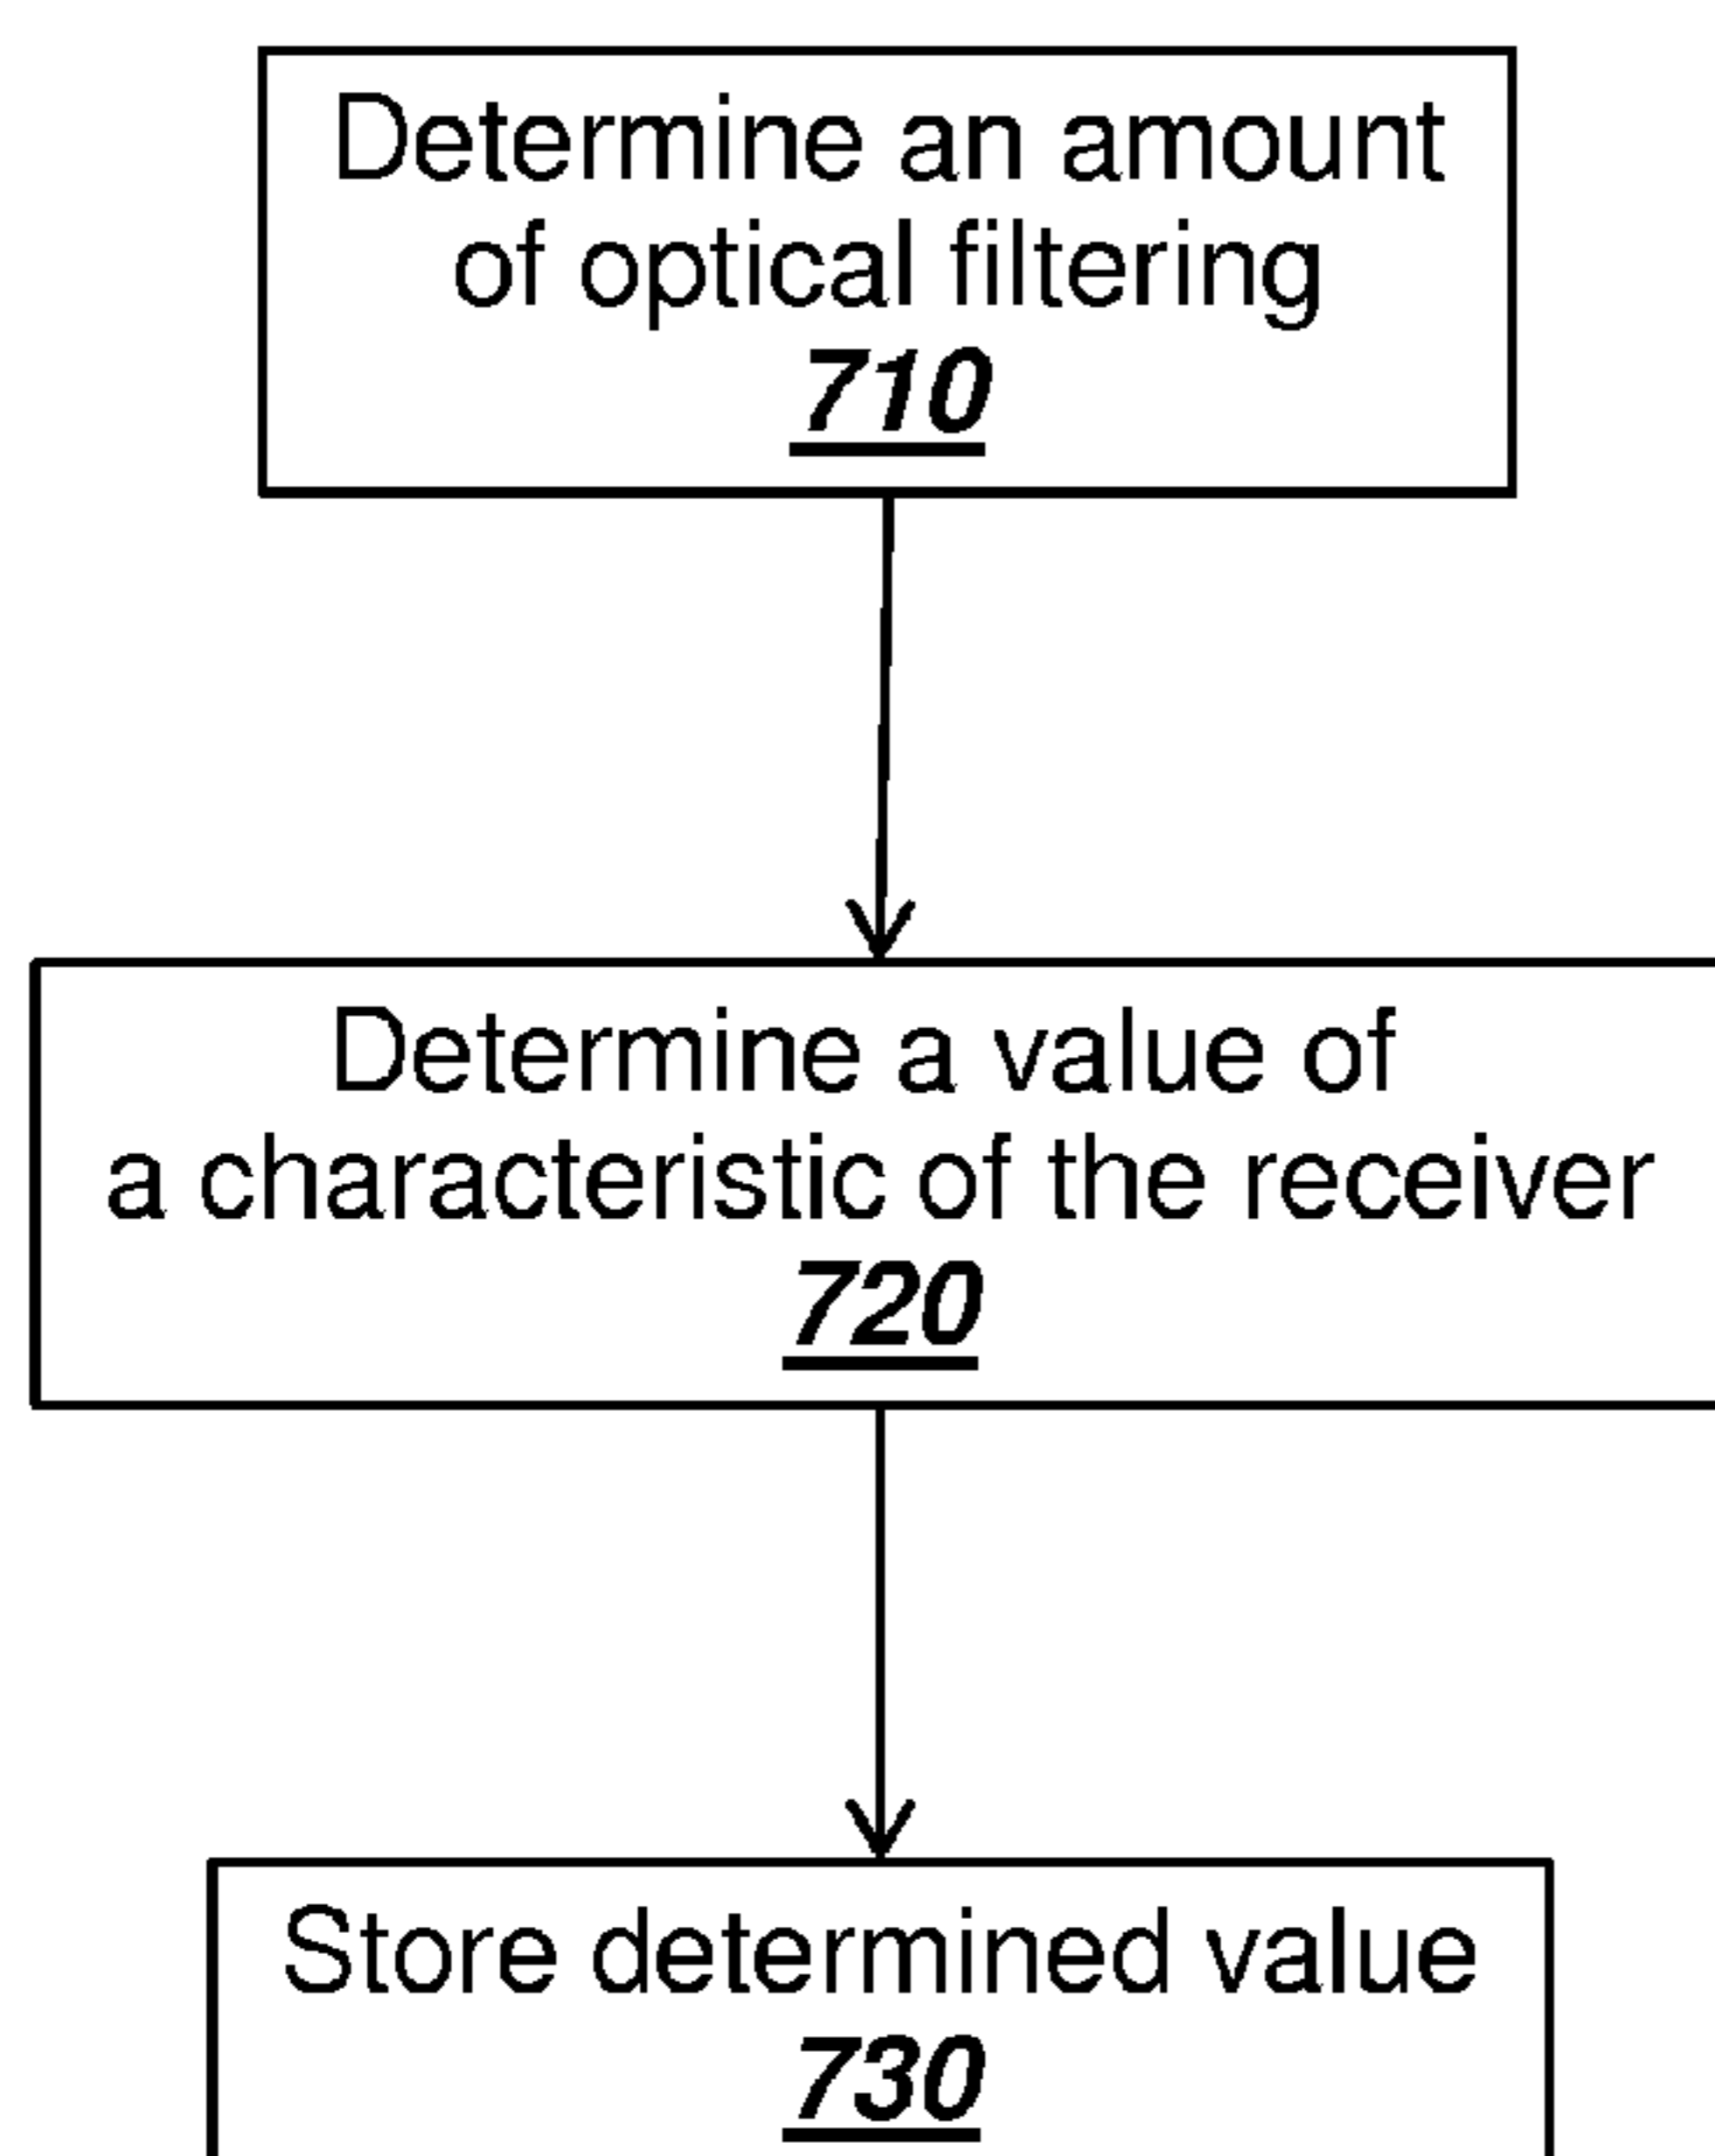 Determine an amount
of optical filtering
710
Determine a value of
a characteristic of the receiver
720
Store determined value
730